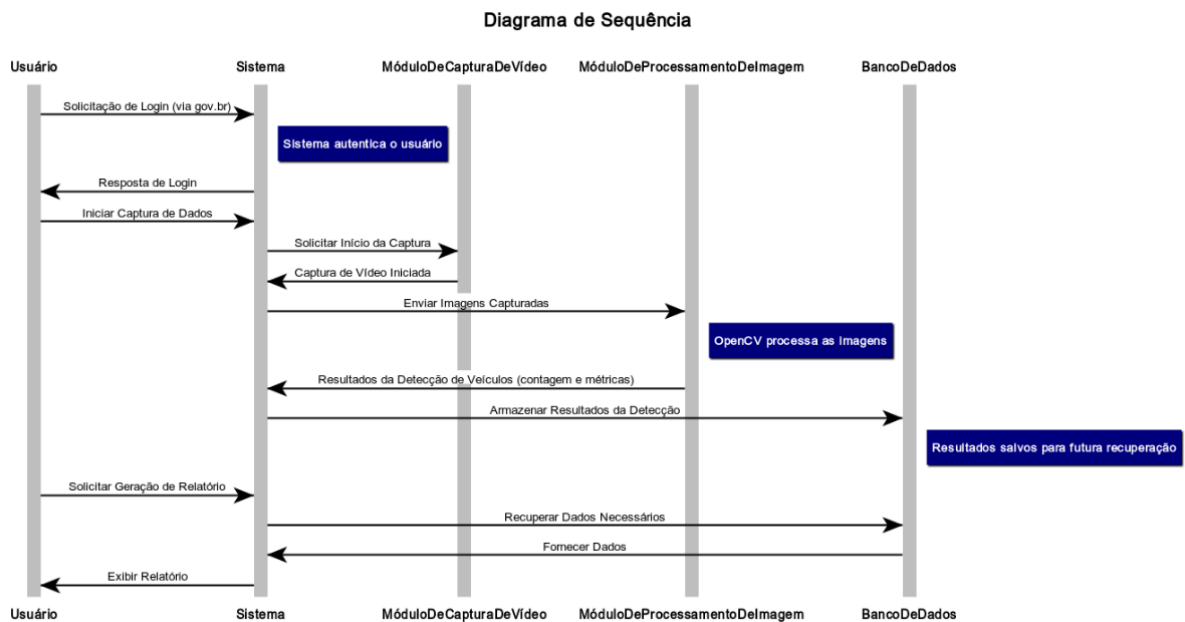 Diagrama de Sequência
Usuário Sistema MóduloDeCapturaDeVídeo MóduloDeProcessamentoDeImagem BancoDeDados
Solicitação de Login (via gov.br)
Sistema autentica o usuário
Resposta de Login
Iniciar Captura de Dados
Solicitar Início da Captura
Captura de Vídeo Iniciada
Enviar Imagens Capturadas
OpenCV processa as imagens
Resultados da Detecção de Veículos (contagem e métricas)
Armazenar Resultados da Detecção
Resultados salvos para futura recuperação
Solicitar Geração de Relatório
Recuperar Dados Necessários
Fornecer Dados
Exibir Relatório
Usuário Sistema MóduloDeCapturaDeVídeo MóduloDeProcessamentoDeImagem BancoDeDados